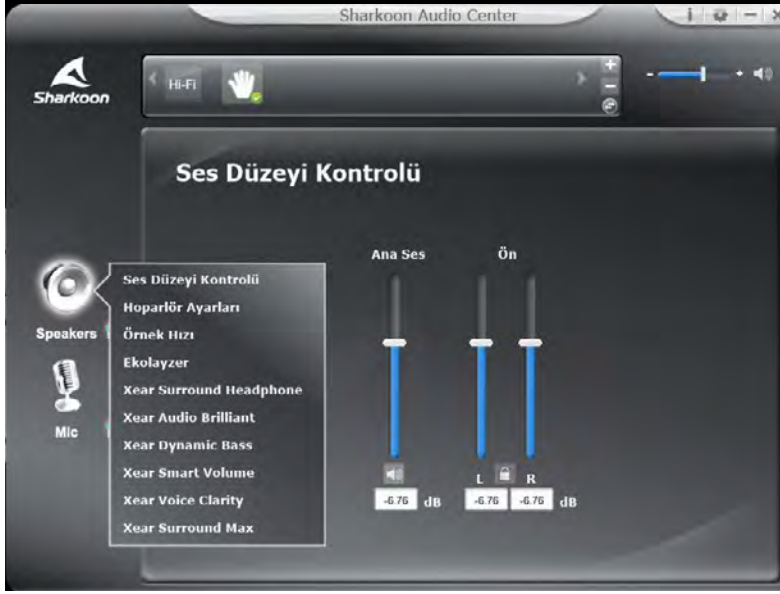 Sharkoon Audio Center
Sharkoon
Hi-Fi
Ses Düzeyi Kontrolü
Ana Ses
Ön
Speakers
Mic
Ses Düzeyi Kontrolü
Hoparlör Ayarları
Örnek Hızı
Ekolayzer
Xear Surround Headphone
Xear Audio Brilliant
Xear Dynamic Bass
Xear Smart Volume
Xear Voice Clarity
Xear Surround Max
L R
-6.76 dB -6.76 -6.76 dB